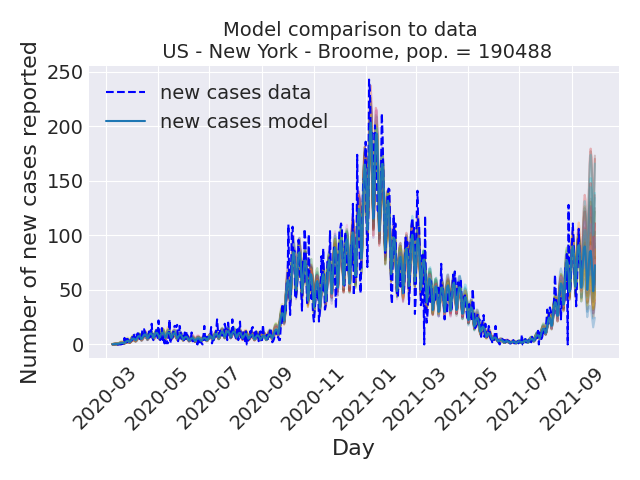 Model comparison to data
US - New York - Broome, pop. = 190488
Number of new cases reported
250
200
150
100
50
0
new cases data
new cases model
2020-03
2020-05
2020-07
2020-09
2020-11
2021-01
2021-03
2021-05
2021-07
2021-09
Day